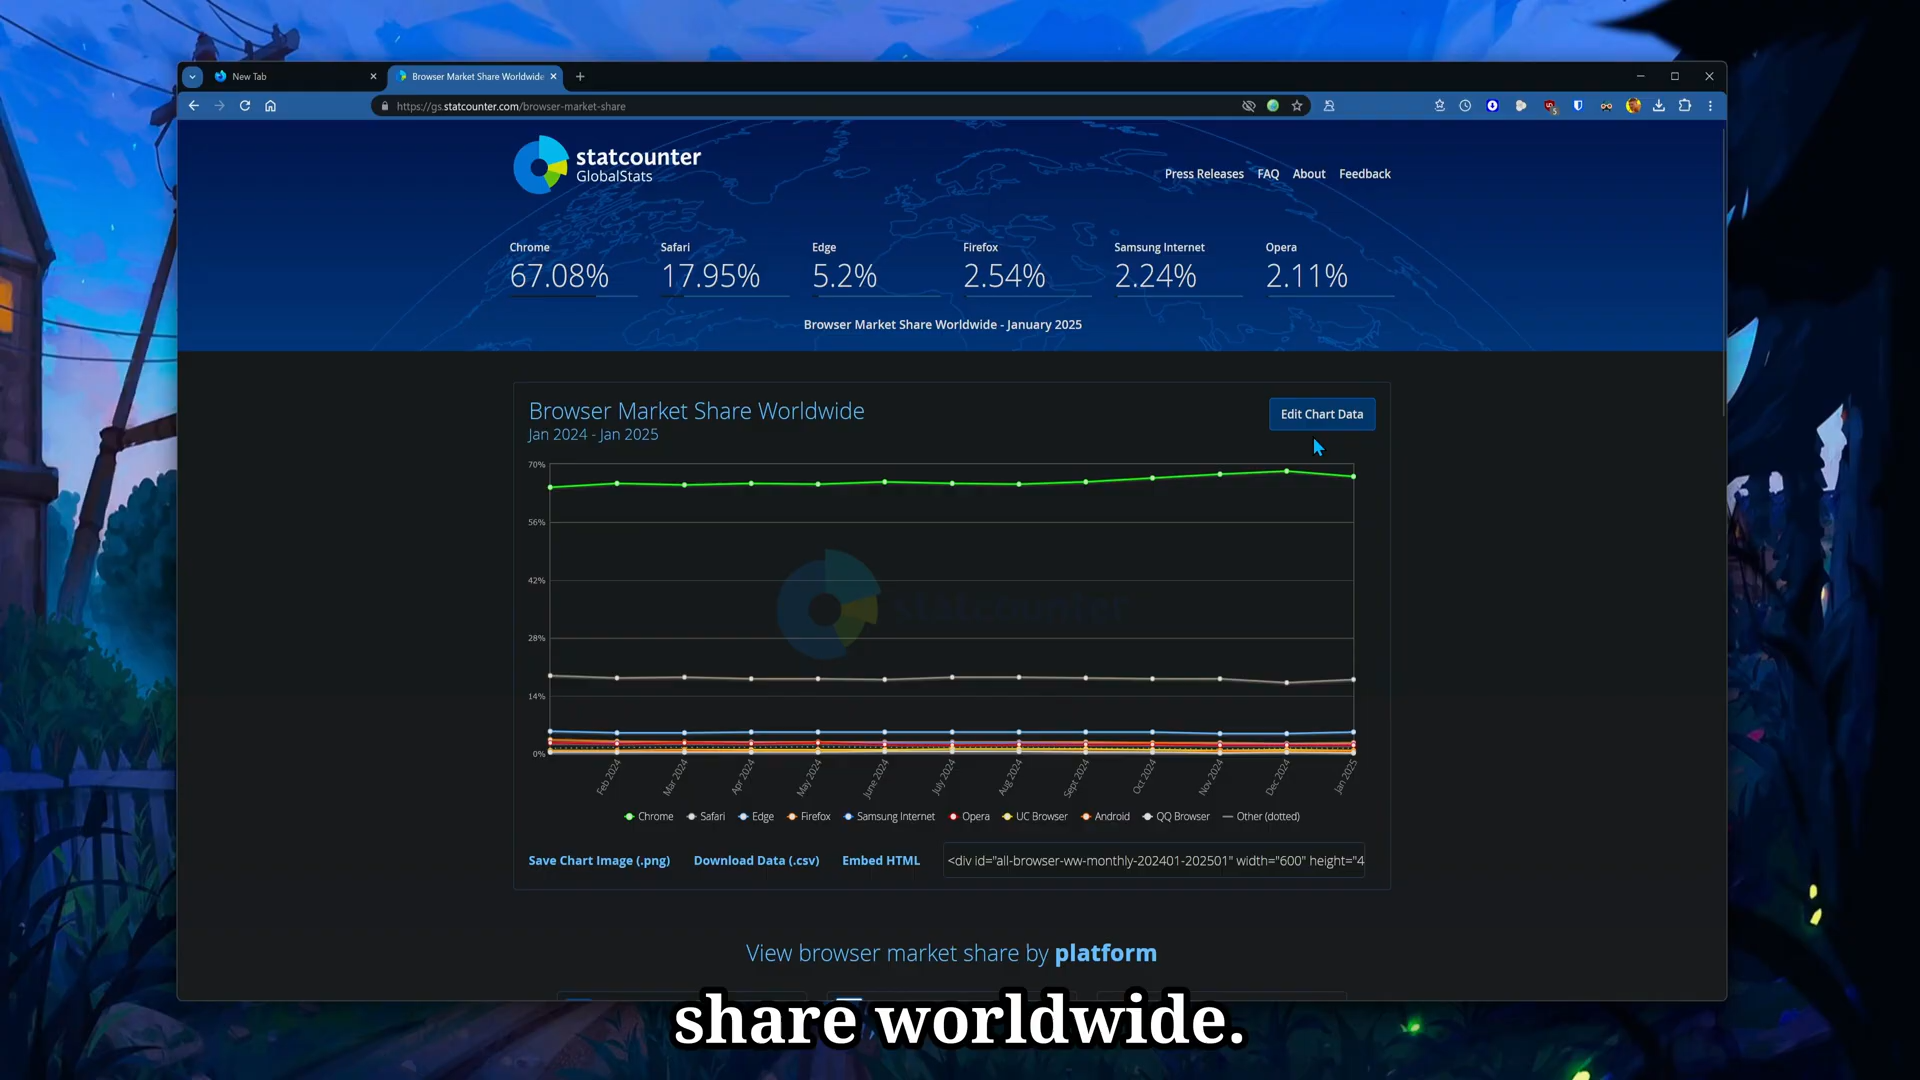 New Tab
Browser Market Share Worldwide
https://gs.statcounter.com/browser-market-share
statcounter
GlobalStats
Press Releases FAQ About Feedback
Chrome Safari Edge Firefox Samsung Internet Opera
67.08% 17.95% 5.2% 2.54% 2.24% 2.11%
Browser Market Share Worldwide - January 2025
Browser Market Share Worldwide
Edit Chart Data
Jan 2024 - Jan 2025
70%
56%
42%
statcounter
28%
14%
0%
Feb 2024 Mar 2024 Apr 2024 May 2024 June 2024 July 2024 Aug 2024 Sept 2024 Oct 2024 Nov 2024 Dec 2024 Jan 2025
Chrome Safari Edge Firefox Samsung Internet Opera UC Browser Android QQ Browser Other (dotted)
Save Chart Image (.png) Download Data (.csv) Embed HTML <div id="all-browser-ww-monthly-202401-202501" width="600" height="4
View browser market share by platform
share worldwide.